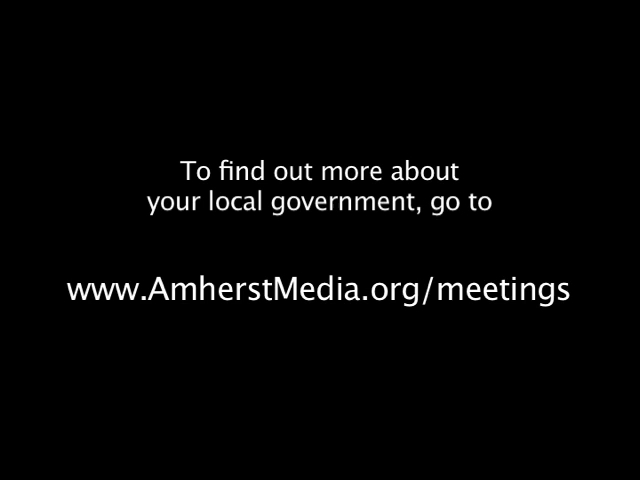 To find out more about
your local government, go to
www.AmherstMedia.org/meetings